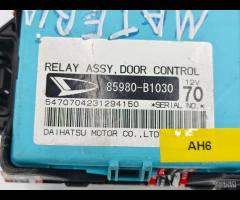 MATERIA
RELAY ASSY, DOOR CONTROL
85980-B1030
12V
70
5470704231294150 *SERIAL NO.*
DAIHATSU MOTOR CO., LTD.
AH6